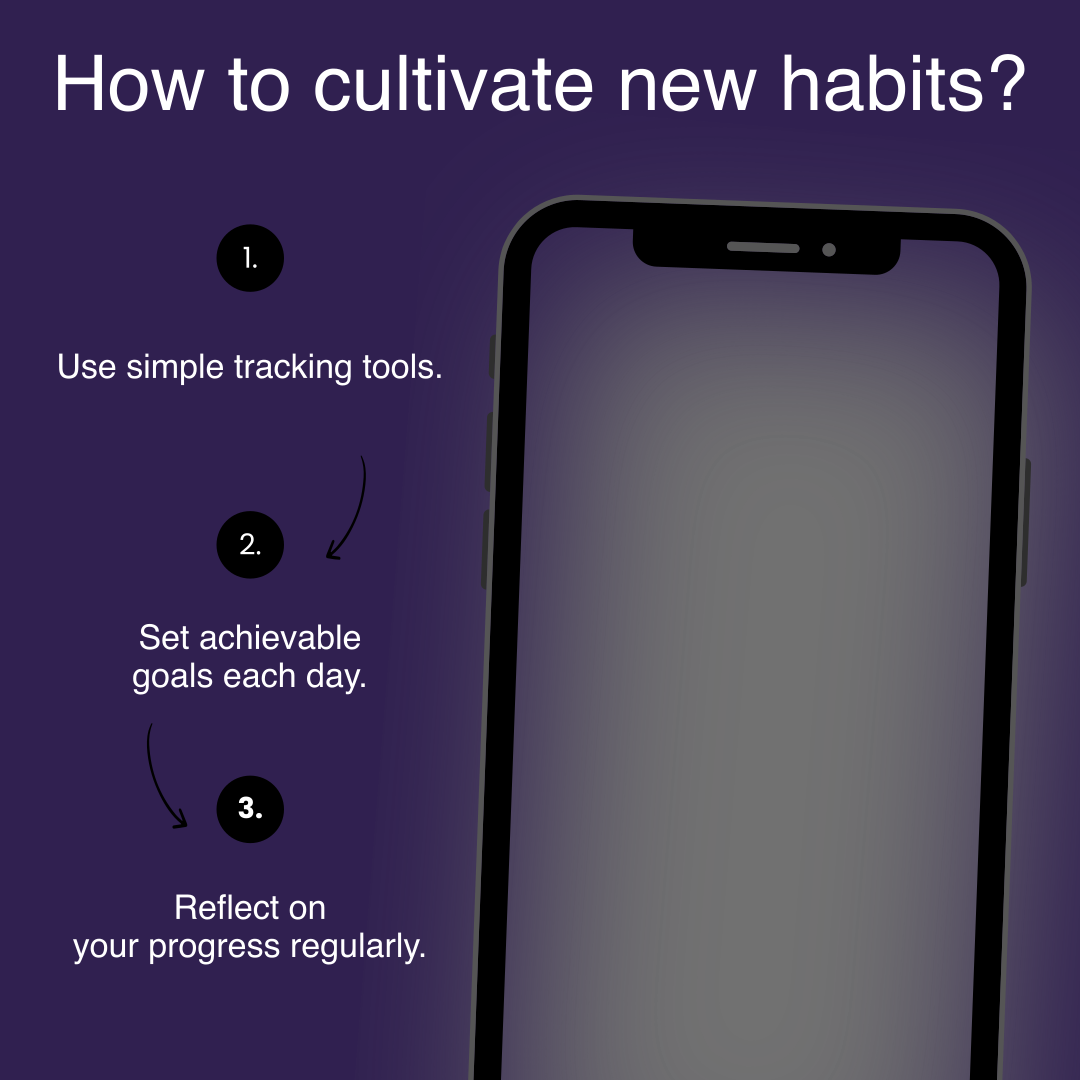 How to cultivate new habits?
1.
Use simple tracking tools.
2.
Set achievable
goals each day.
3.
Reflect on
your progress regularly.